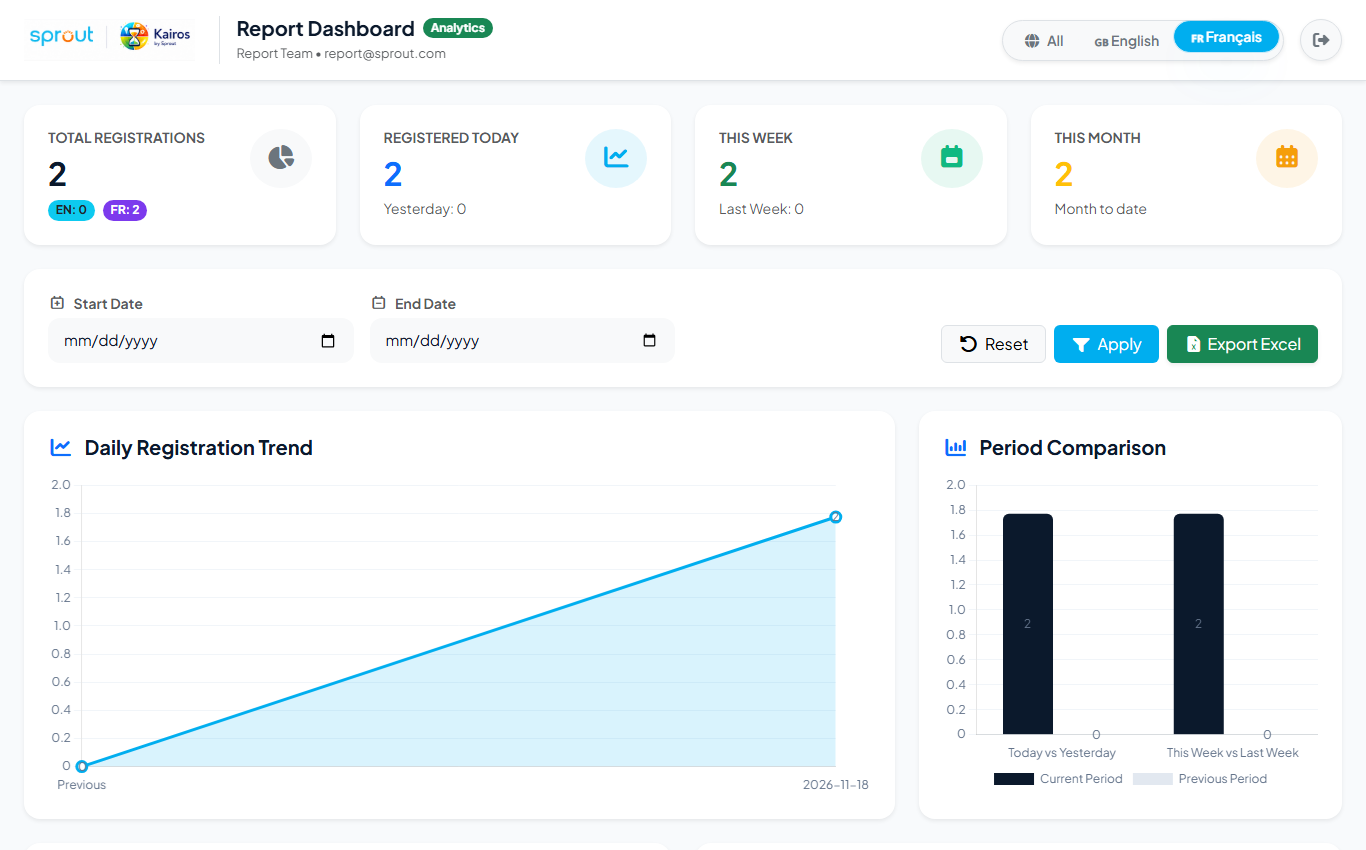 sprout
Kairos
by Sprout
Report Dashboard
Analytics
Report Team • report@sprout.com
All
GB English
FR Français
TOTAL REGISTRATIONS
2
EN: 0
FR: 2
REGISTERED TODAY
2
Yesterday: 0
THIS WEEK
2
Last Week: 0
THIS MONTH
2
Month to date
Start Date
mm/dd/yyyy
End Date
mm/dd/yyyy
Reset
Apply
Export Excel
Daily Registration Trend
2.0
1.8
1.6
1.4
1.2
1.0
0.8
0.6
0.4
0.2
0
0
2
Previous
2026-11-18
Period Comparison
2.0
1.8
1.6
1.4
1.2
1.0
0.8
0.6
0.4
0.2
0
2
0
2
0
Today vs Yesterday
This Week vs Last Week
Current Period
Previous Period